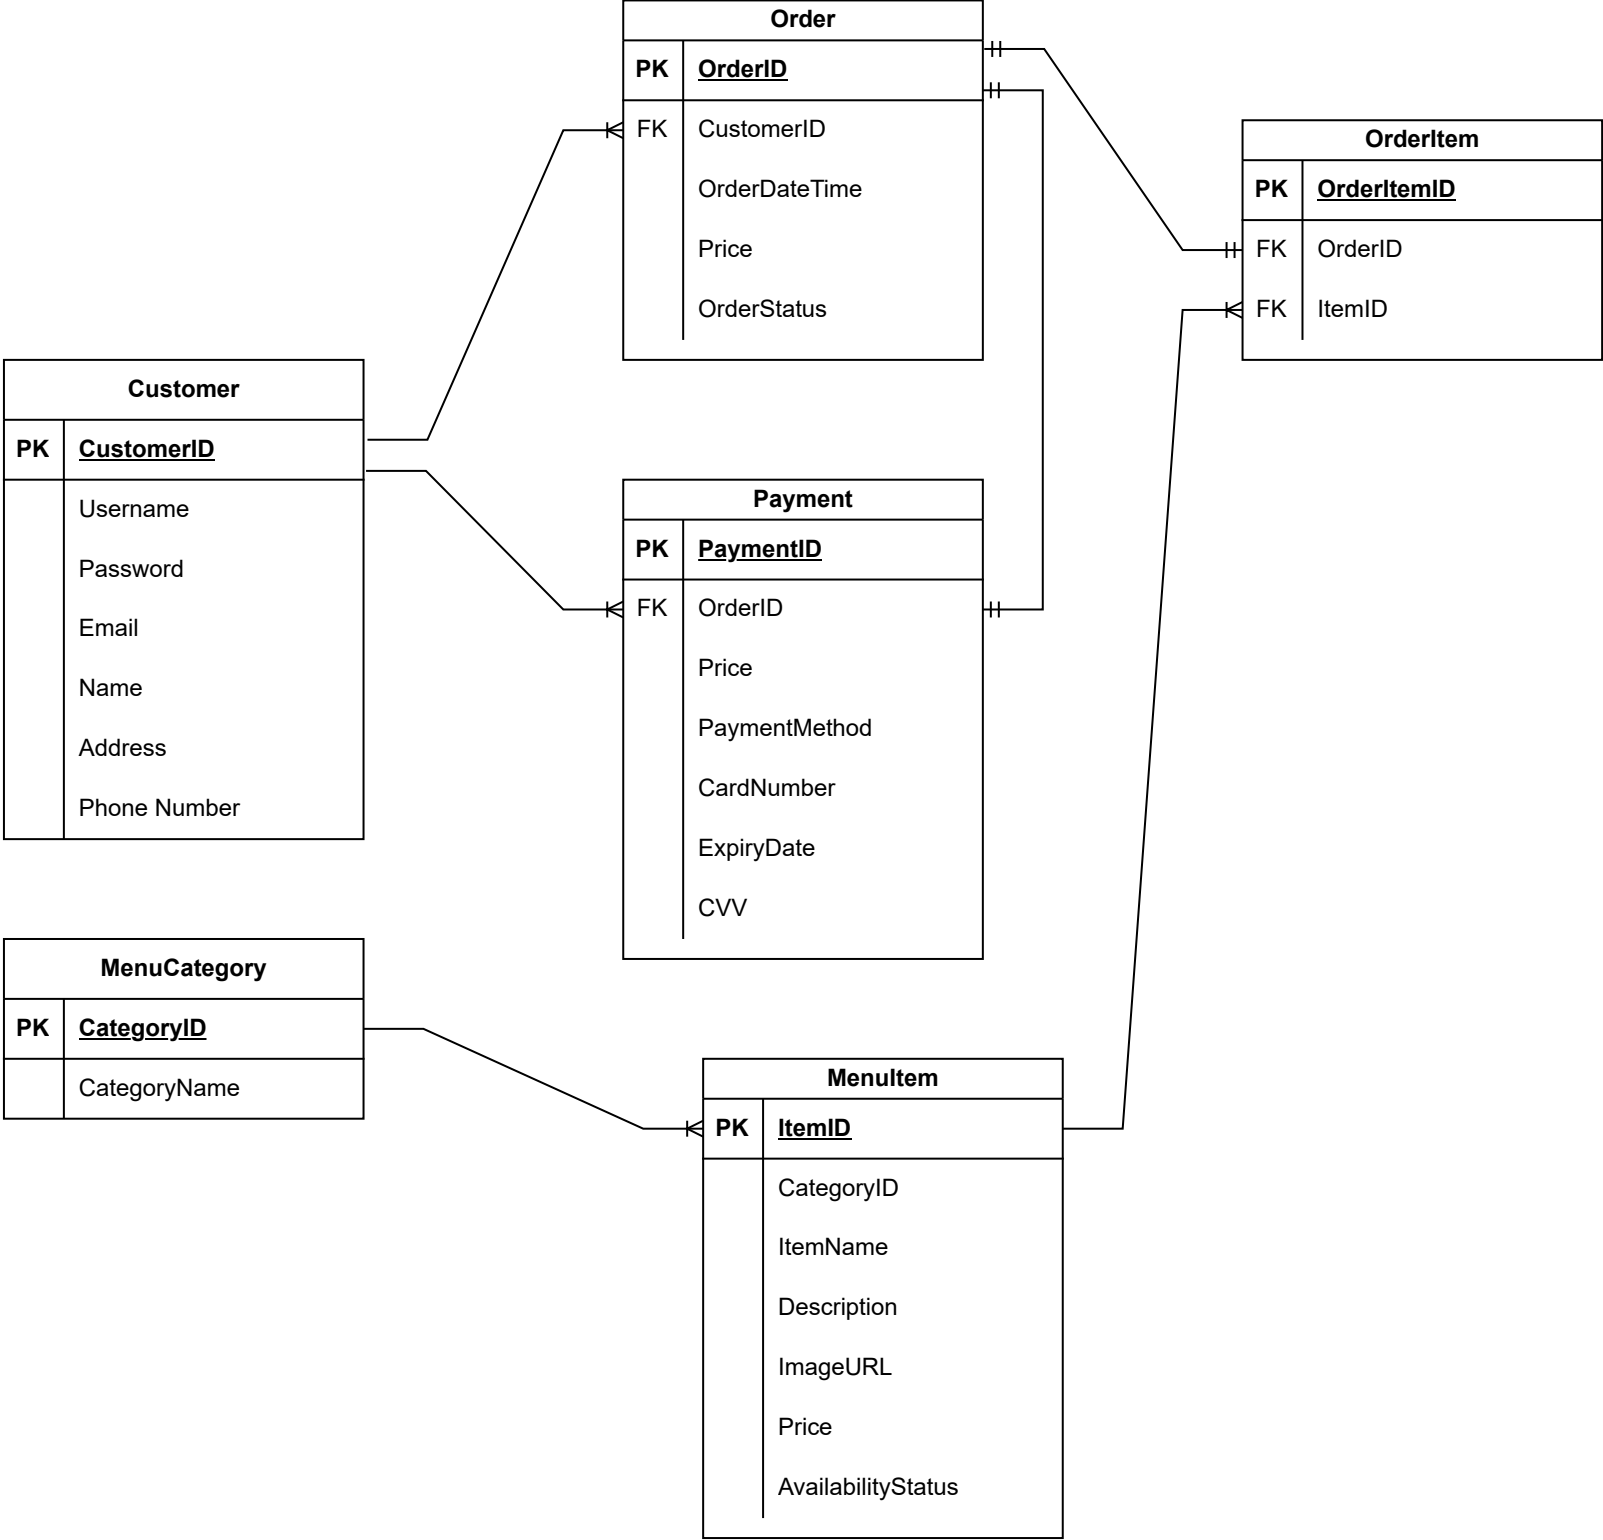 Order
PK OrderID
FK CustomerID
OrderDateTime
Price
OrderStatus
OrderItem
PK OrderItemID
FK OrderID
FK ItemID
Customer
PK CustomerID
Username
Password
Email
Name
Address
Phone Number
Payment
PK PaymentID
FK OrderID
Price
PaymentMethod
CardNumber
ExpiryDate
CVV
MenuCategory
PK CategoryID
CategoryName
MenuItem
PK ItemID
CategoryID
ItemName
Description
ImageURL
Price
AvailabilityStatus